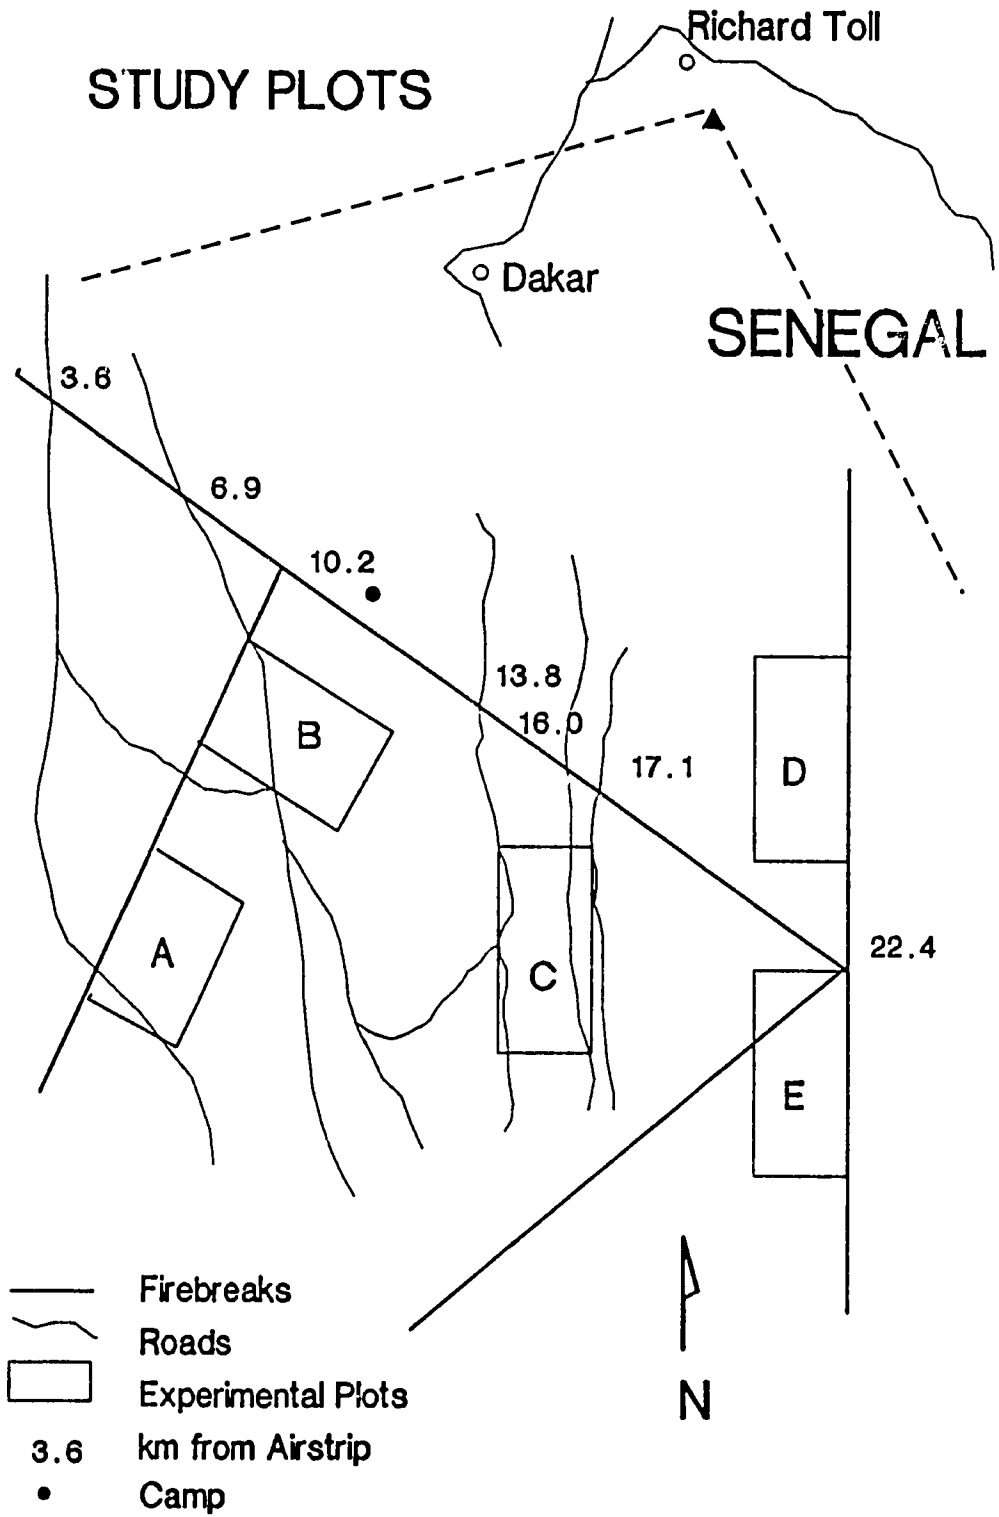 Richard Toll
STUDY PLOTS
Dakar
SENEGAL
3.6
6.9
10.2
13.8
16.0
17.1
B
D
22.4
A
C
E
Firebreaks
Roads
Experimental Plots
3.6 km from Airstrip
Camp
N